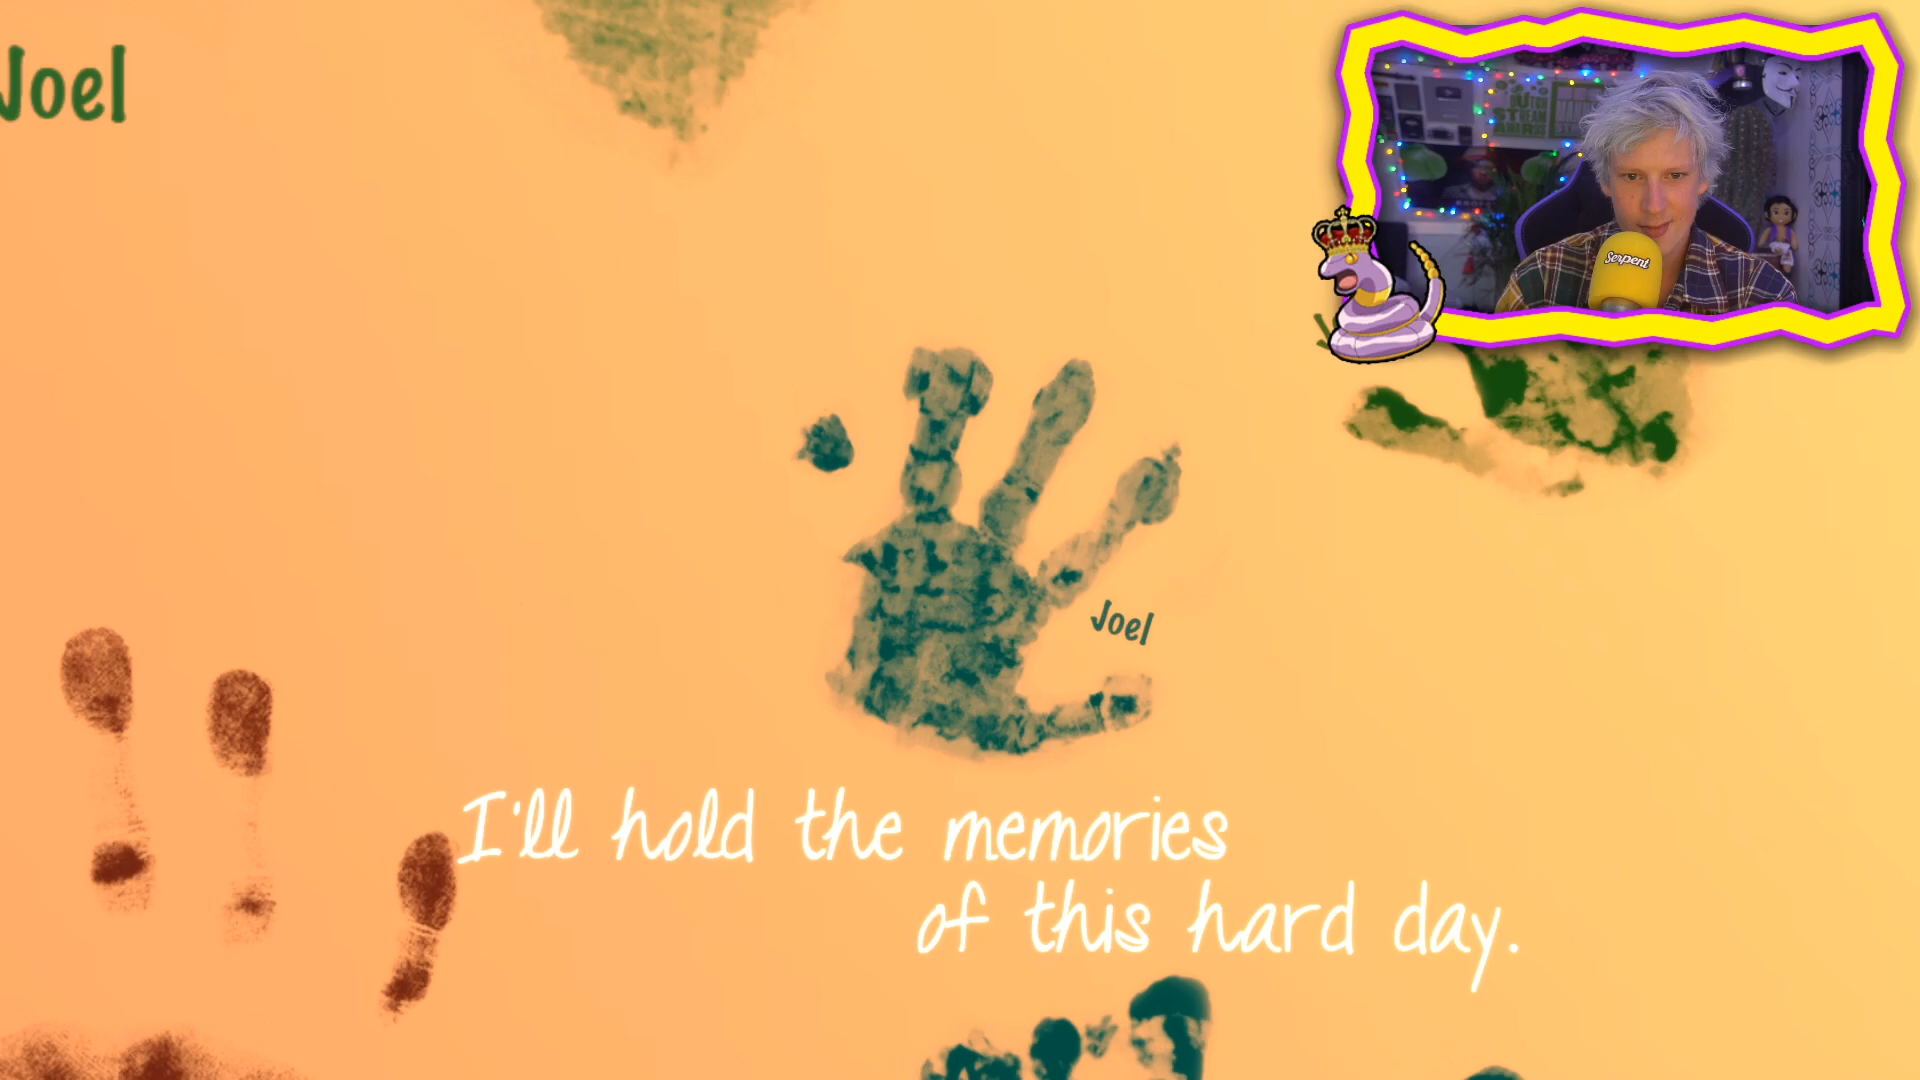 Joel
Serpent
Joel
I'll hold the memories
of this hard day.